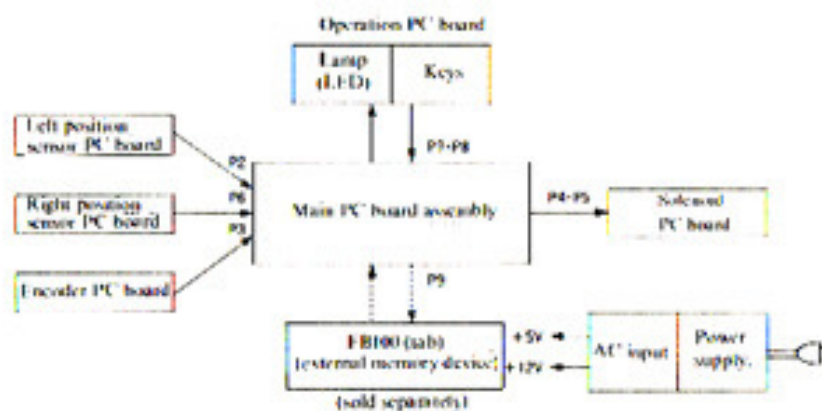 Operation PC board
Lamp
(LED)
Keys
Left position
sensor PC board
P2
P7-P8
Right position
sensor PC board
P6
Main PC board assembly
P4-P5
Solenoid
PC board
P3
Encoder PC board
P9
FB100 (tab)
(external memory device)
(sold separately)
+5V
+12V
AC input
Power
supply.